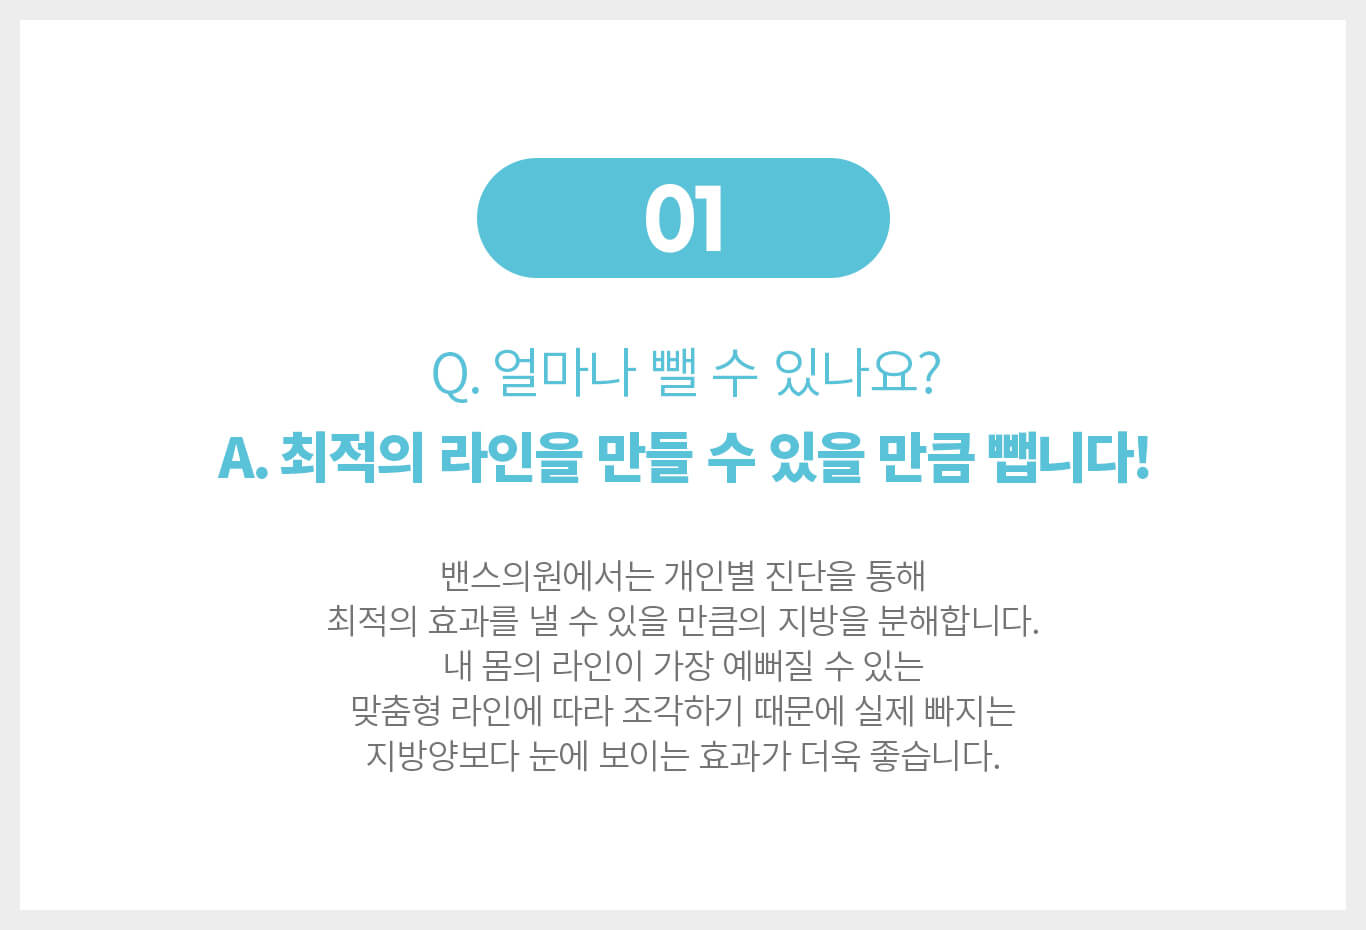 01
Q. 얼마나 뺄 수 있나요?
A. 최적의 라인을 만들 수 있을 만큼 뺍니다!
밴스의원에서는 개인별 진단을 통해
최적의 효과를 낼 수 있을 만큼의 지방을 분해합니다.
내 몸의 라인이 가장 예뻐질 수 있는
맞춤형 라인에 따라 조각하기 때문에 실제 빠지는
지방양보다 눈에 보이는 효과가 더욱 좋습니다.